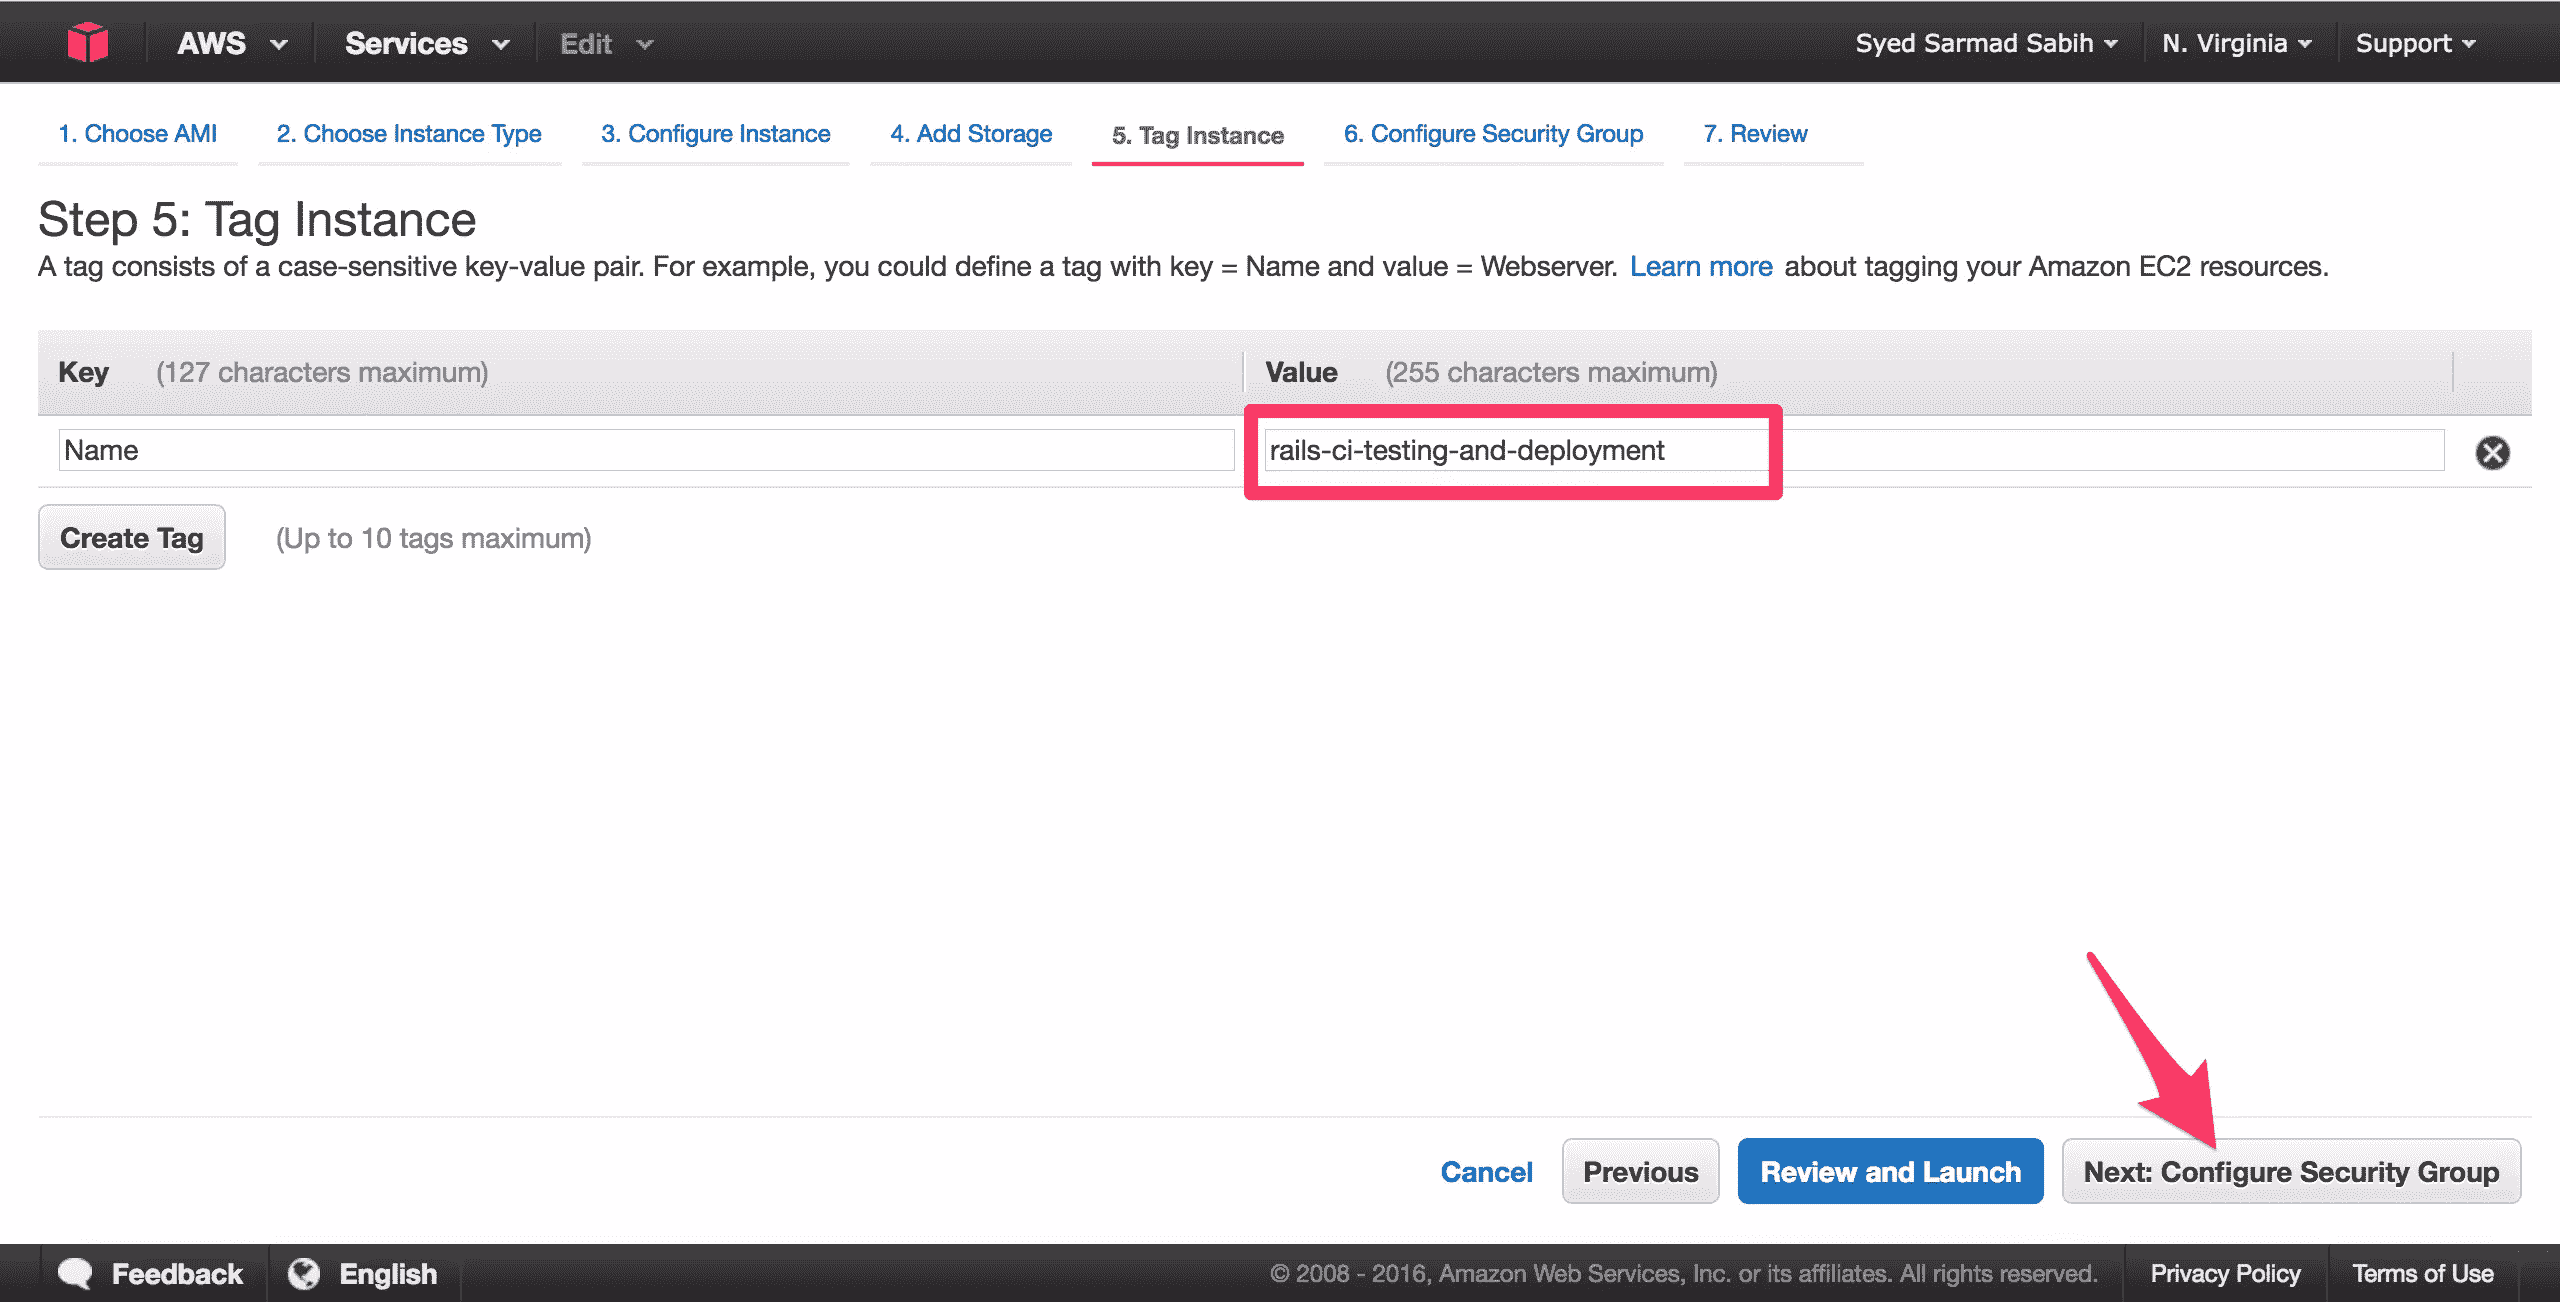 AWS Services Edit Syed Sarmad Sabih N. Virginia Support
1. Choose AMI 2. Choose Instance Type 3. Configure Instance 4. Add Storage 5. Tag Instance 6. Configure Security Group 7. Review
Step 5: Tag Instance
A tag consists of a case-sensitive key-value pair. For example, you could define a tag with key = Name and value = Webserver. Learn more about tagging your Amazon EC2 resources.
Key (127 characters maximum) Value (255 characters maximum)
Name rails-ci-testing-and-deployment
Create Tag (Up to 10 tags maximum)
Cancel Previous Review and Launch Next: Configure Security Group
Feedback English © 2008 - 2016, Amazon Web Services, Inc. or its affiliates. All rights reserved. Privacy Policy Terms of Use